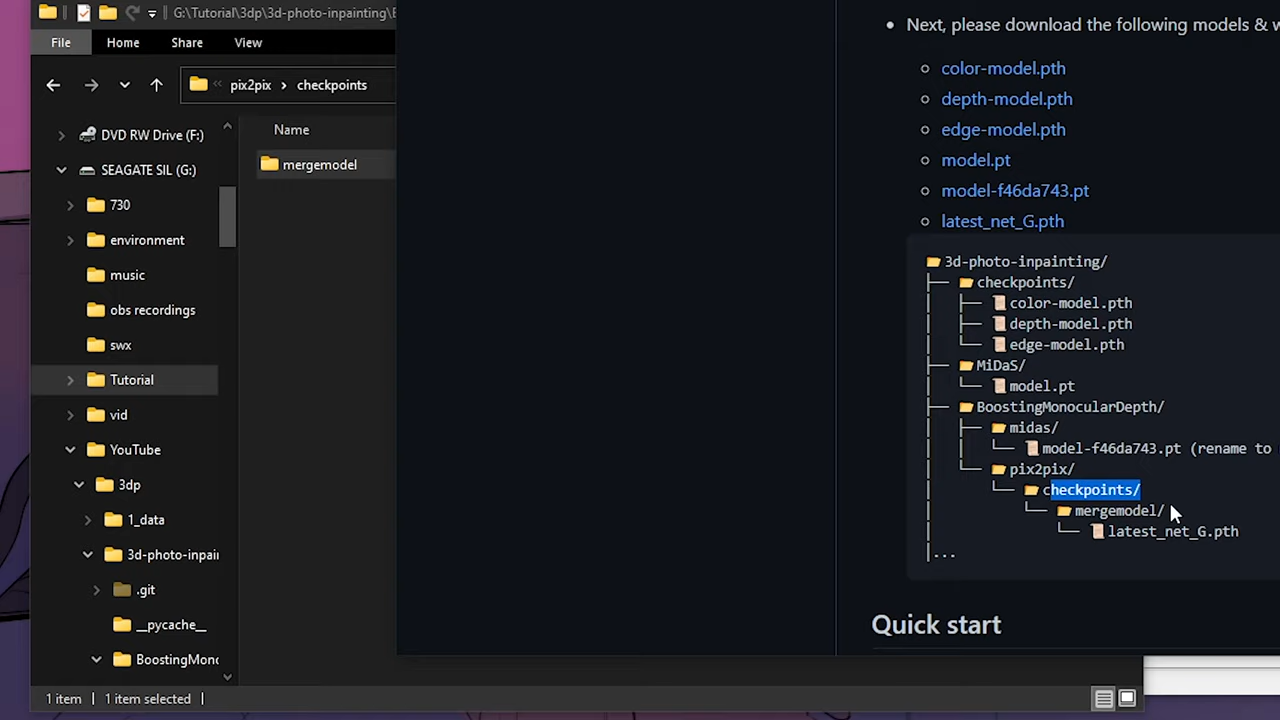 G:\Tutorial\3dp\3d-photo-inpainting\
File Home Share View
pix2pix checkpoints
DVD RW Drive (F:)
SEAGATE SIL (G:)
730
environment
music
obs recordings
swx
Tutorial
vid
YouTube
3dp
1_data
3d-photo-inpai
.git
__pycache__
BoostingMono
Name
mergemodel
1 item 1 item selected
Next, please download the following models &
color-model.pth
depth-model.pth
edge-model.pth
model.pt
model-f46da743.pt
latest_net_G.pth
3d-photo-inpainting/
├── checkpoints/
│ ├── color-model.pth
│ ├── depth-model.pth
│ └── edge-model.pth
├── MiDaS/
│ └── model.pt
├── BoostingMonocularDepth/
│ ├── midas/
│ │ └── model-f46da743.pt (rename to
│ └── pix2pix/
│ └── checkpoints/
│ └── mergemodel/
│ └── latest_net_G.pth
|...
Quick start